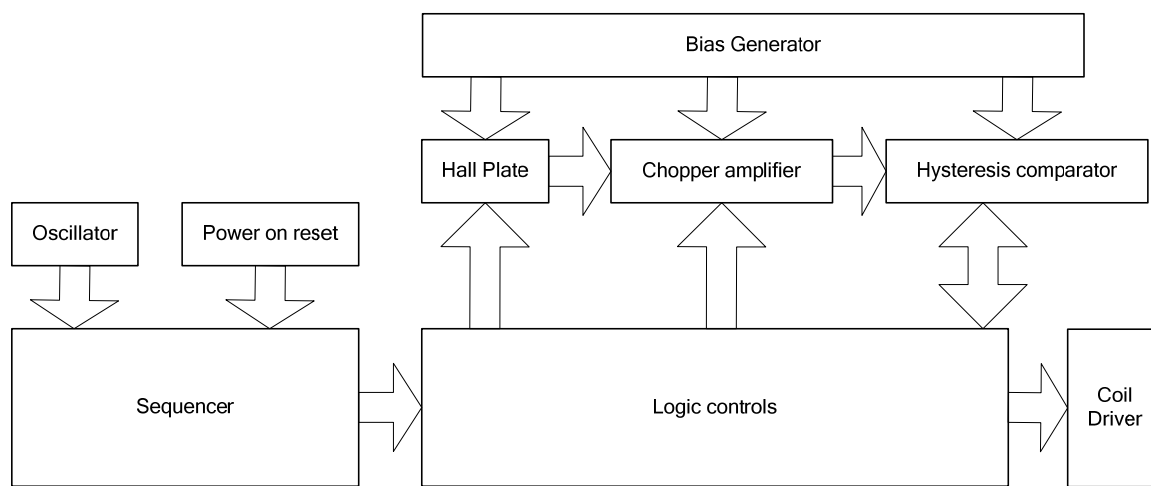 Bias Generator
Hall Plate
Chopper amplifier
Hysteresis comparator
Oscillator
Power on reset
Sequencer
Logic controls
Coil
Driver